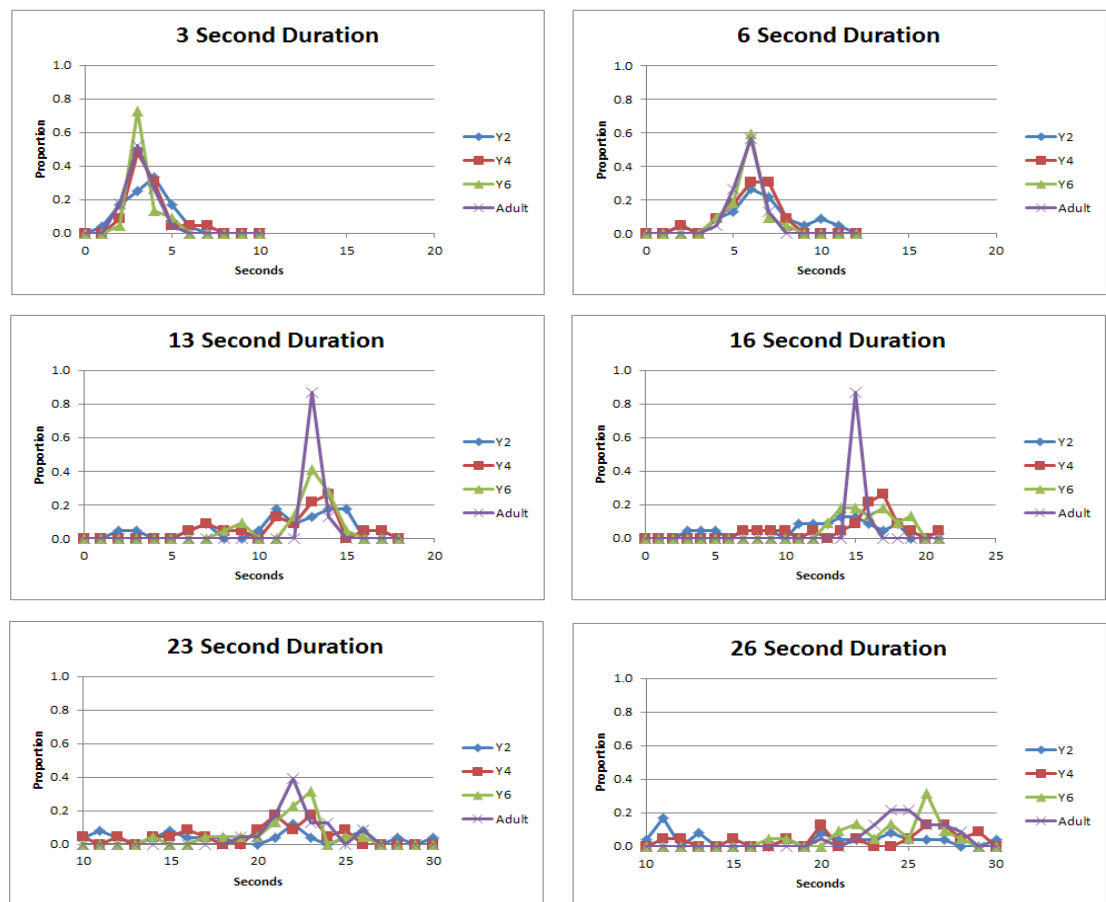 3 Second Duration
1.0
0.8
0.6
0.4
0.2
0.0
Proportion
0 5 10 15 20
Seconds
Y2
Y4
Y6
Adult
6 Second Duration
1.0
0.8
0.6
0.4
0.2
0.0
Proportion
0 5 10 15 20
Seconds
Y2
Y4
Y6
Adult
13 Second Duration
1.0
0.8
0.6
0.4
0.2
0.0
Proportion
0 5 10 15 20
Seconds
Y2
Y4
Y6
Adult
16 Second Duration
1.0
0.8
0.6
0.4
0.2
0.0
Proportion
0 5 10 15 20 25
Seconds
Y2
Y4
Y6
Adult
23 Second Duration
1.0
0.8
0.6
0.4
0.2
0.0
Proportion
10 15 20 25 30
Seconds
Y2
Y4
Y6
Adult
26 Second Duration
1.0
0.8
0.6
0.4
0.2
0.0
Proportion
10 15 20 25 30
Seconds
Y2
Y4
Y6
Adult